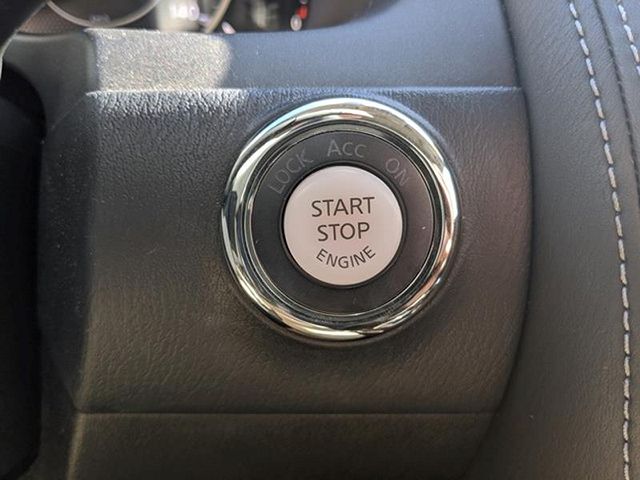 LOCK ACC ON
START
STOP
ENGINE